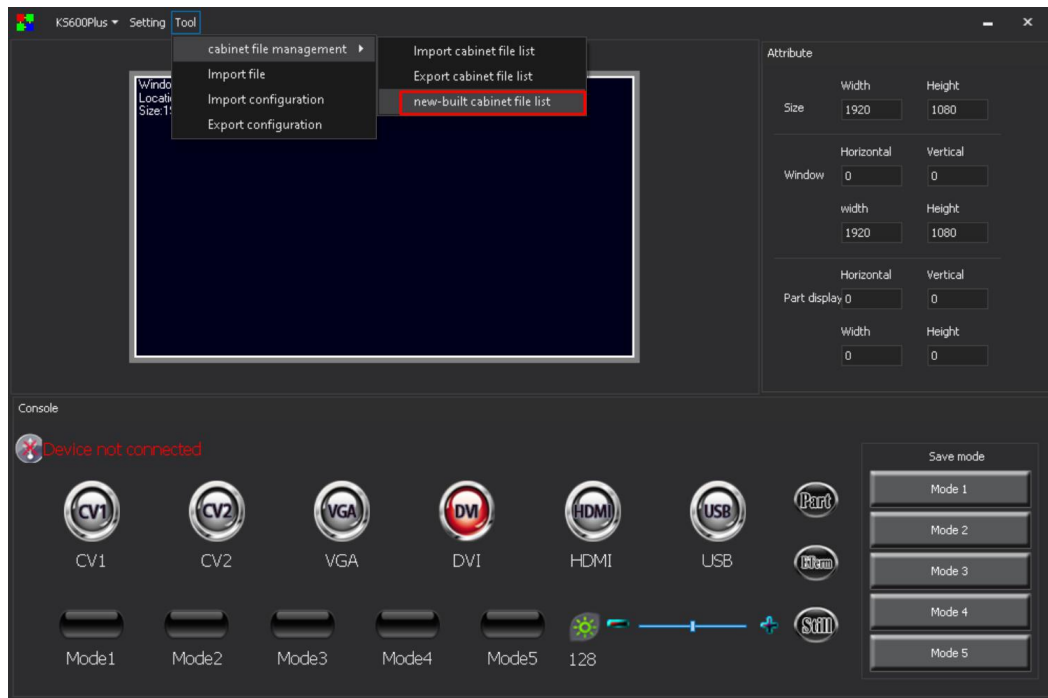 KS600Plus Setting Tool
cabinet file management
Import file
Import configuration
Export configuration
Import cabinet file list
Export cabinet file list
new-built cabinet file list
Windo
Locati
Size:19
Attribute
Width Height
Size 1920 1080
Horizontal Vertical
Window 0 0
width Height
1920 1080
Horizontal Vertical
Part display 0 0
Width Height
0 0
Console
Device not connected
CV1 CV2 VGA DVI HDMI USB Part
CV1 CV2 VGA DVI HDMI USB
Still
Mode1 Mode2 Mode3 Mode4 Mode5 128
Save mode
Mode 1
Mode 2
Mode 3
Mode 4
Mode 5